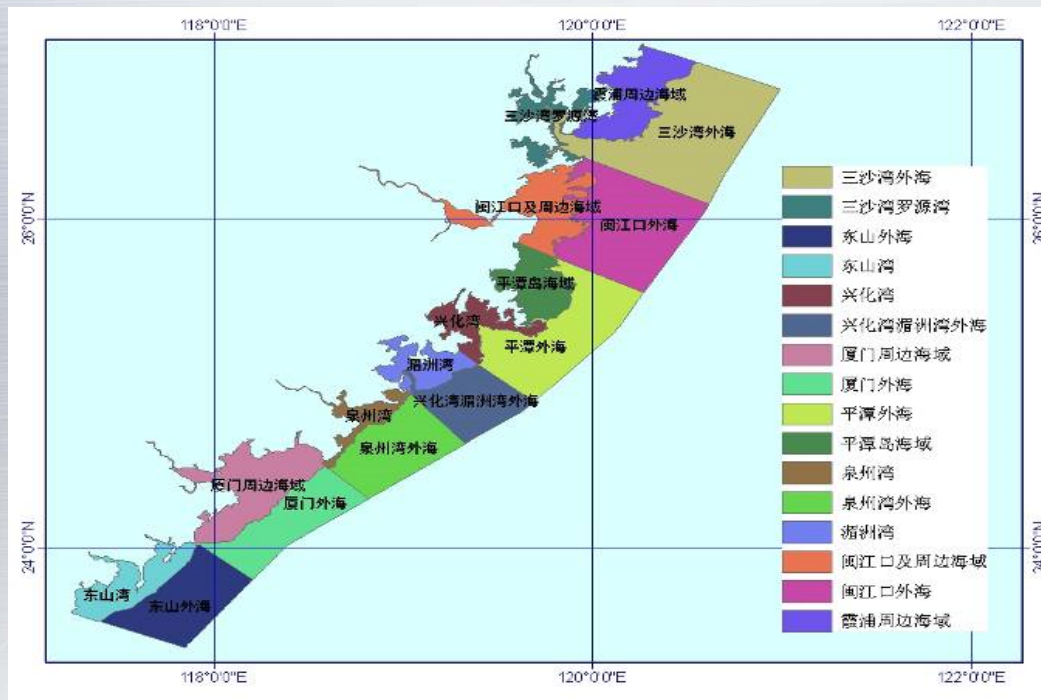 118°0'0"E
120°0'0"E
122°0'0"E
霞浦周边海域
三沙湾罗源湾
三沙湾外海
闽江口及周边海域
闽江口外海
平潭岛海域
兴化湾
平潭外海
湄洲湾
兴化湾湄洲湾外海
泉州湾
泉州湾外海
厦门周边海域
厦门外海
东山湾
东山外海
26°0'0"N
26°0'0"N
24°0'0"N
24°0'0"N
三沙湾外海
三沙湾罗源湾
东山外海
东山湾
兴化湾
兴化湾湄洲湾外海
厦门周边海域
厦门外海
平潭外海
平潭岛海域
泉州湾
泉州湾外海
湄洲湾
闽江口及周边海域
闽江口外海
霞浦周边海域
118°0'0"E
120°0'0"E
122°0'0"E